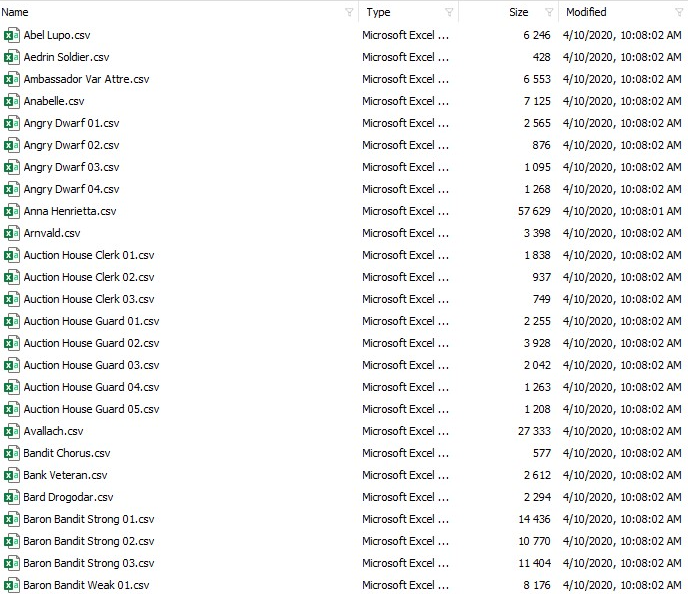 Name Type Size Modified
Abel Lupo.csv Microsoft Excel ... 6 246 4/10/2020, 10:08:02 AM
Aedrin Soldier.csv Microsoft Excel ... 428 4/10/2020, 10:08:02 AM
Ambassador Var Attre.csv Microsoft Excel ... 6 553 4/10/2020, 10:08:02 AM
Anabelle.csv Microsoft Excel ... 7 125 4/10/2020, 10:08:02 AM
Angry Dwarf 01.csv Microsoft Excel ... 2 565 4/10/2020, 10:08:02 AM
Angry Dwarf 02.csv Microsoft Excel ... 876 4/10/2020, 10:08:02 AM
Angry Dwarf 03.csv Microsoft Excel ... 1 095 4/10/2020, 10:08:02 AM
Angry Dwarf 04.csv Microsoft Excel ... 1 268 4/10/2020, 10:08:02 AM
Anna Henrietta.csv Microsoft Excel ... 57 629 4/10/2020, 10:08:01 AM
Arnvald.csv Microsoft Excel ... 3 398 4/10/2020, 10:08:02 AM
Auction House Clerk 01.csv Microsoft Excel ... 1 838 4/10/2020, 10:08:02 AM
Auction House Clerk 02.csv Microsoft Excel ... 937 4/10/2020, 10:08:02 AM
Auction House Clerk 03.csv Microsoft Excel ... 749 4/10/2020, 10:08:02 AM
Auction House Guard 01.csv Microsoft Excel ... 2 255 4/10/2020, 10:08:02 AM
Auction House Guard 02.csv Microsoft Excel ... 3 928 4/10/2020, 10:08:02 AM
Auction House Guard 03.csv Microsoft Excel ... 2 042 4/10/2020, 10:08:02 AM
Auction House Guard 04.csv Microsoft Excel ... 1 263 4/10/2020, 10:08:02 AM
Auction House Guard 05.csv Microsoft Excel ... 1 208 4/10/2020, 10:08:02 AM
Avallach.csv Microsoft Excel ... 27 333 4/10/2020, 10:08:02 AM
Bandit Chorus.csv Microsoft Excel ... 577 4/10/2020, 10:08:02 AM
Bank Veteran.csv Microsoft Excel ... 2 612 4/10/2020, 10:08:02 AM
Bard Drogodar.csv Microsoft Excel ... 2 294 4/10/2020, 10:08:02 AM
Baron Bandit Strong 01.csv Microsoft Excel ... 14 436 4/10/2020, 10:08:02 AM
Baron Bandit Strong 02.csv Microsoft Excel ... 10 770 4/10/2020, 10:08:02 AM
Baron Bandit Strong 03.csv Microsoft Excel ... 11 404 4/10/2020, 10:08:02 AM
Baron Bandit Weak 01.csv Microsoft Excel ... 8 176 4/10/2020, 10:08:02 AM